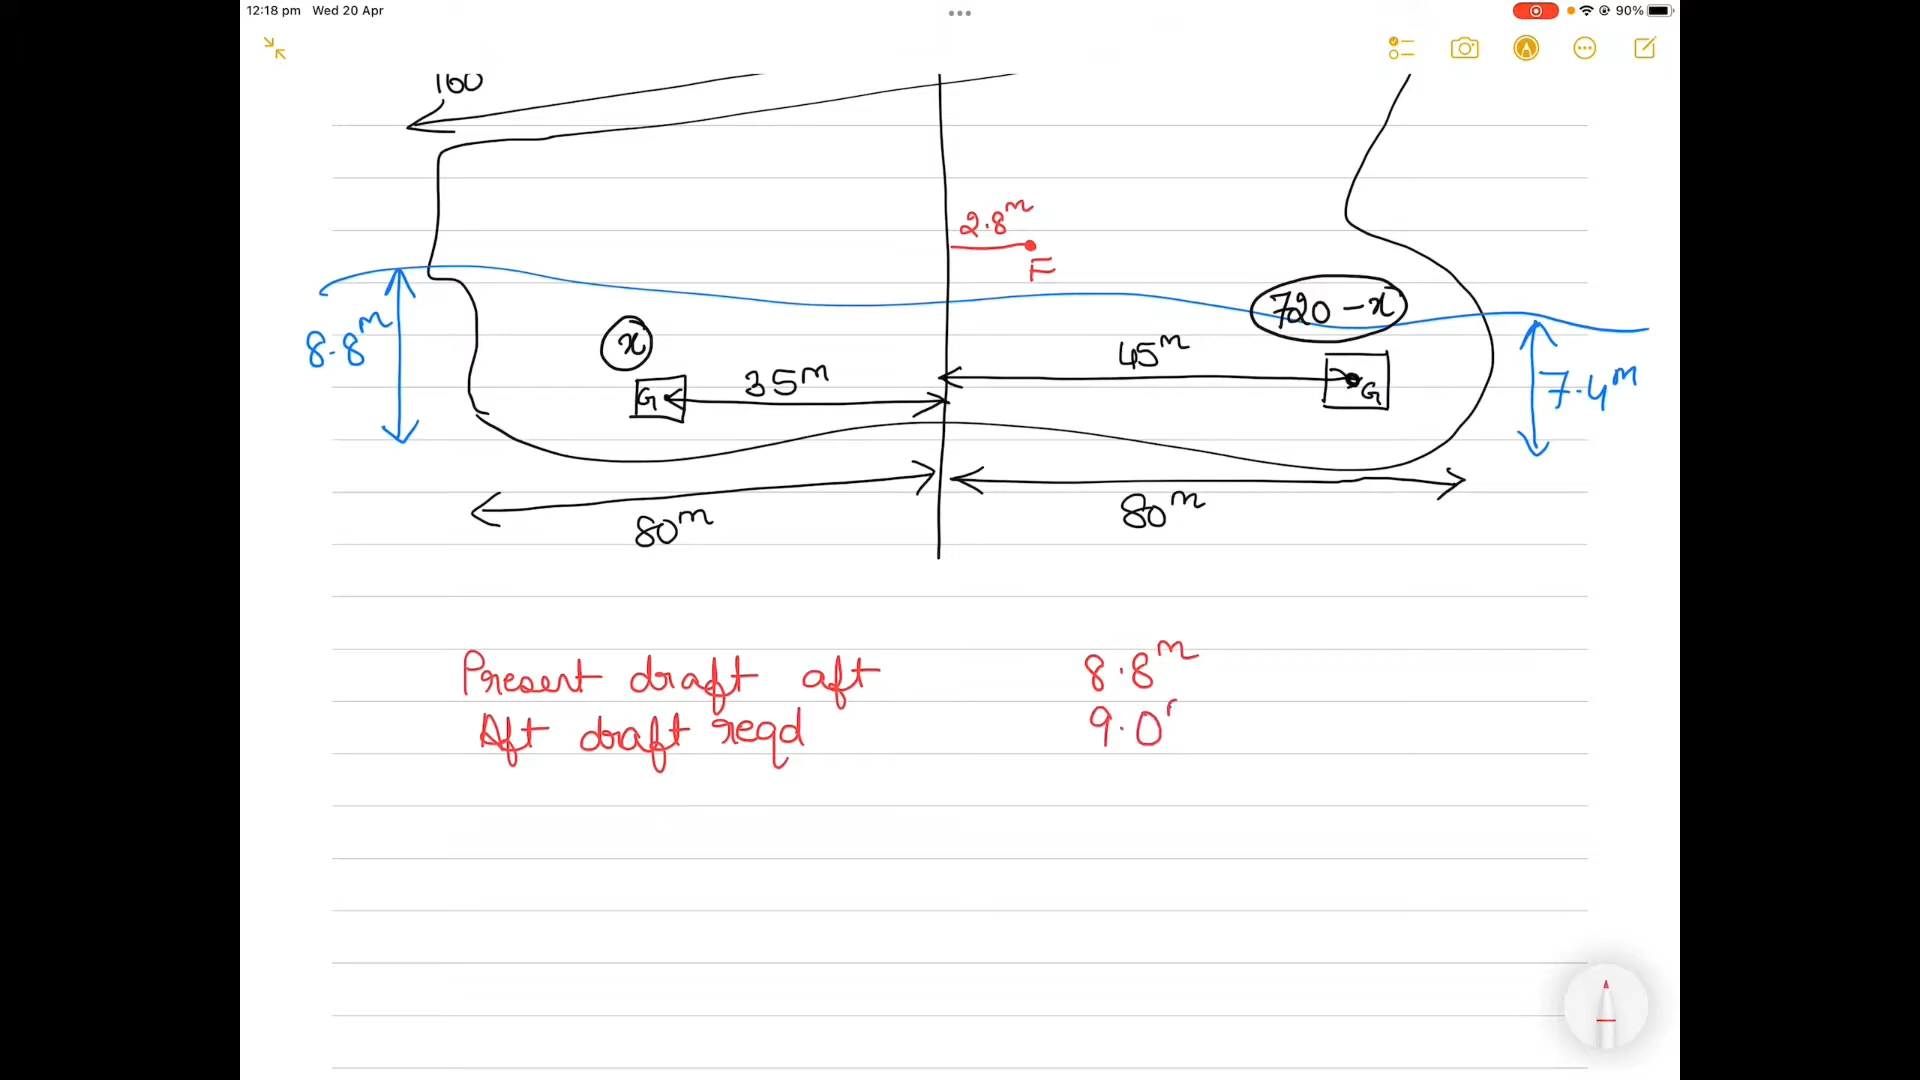 12:18 pm Wed 20 Apr
90%
160
2.8m
F
720-x
8.8m
x
45m
35m
G
G
7.4m
80m
80m
Present draft aft 8.8m
Aft draft reqd 9.0